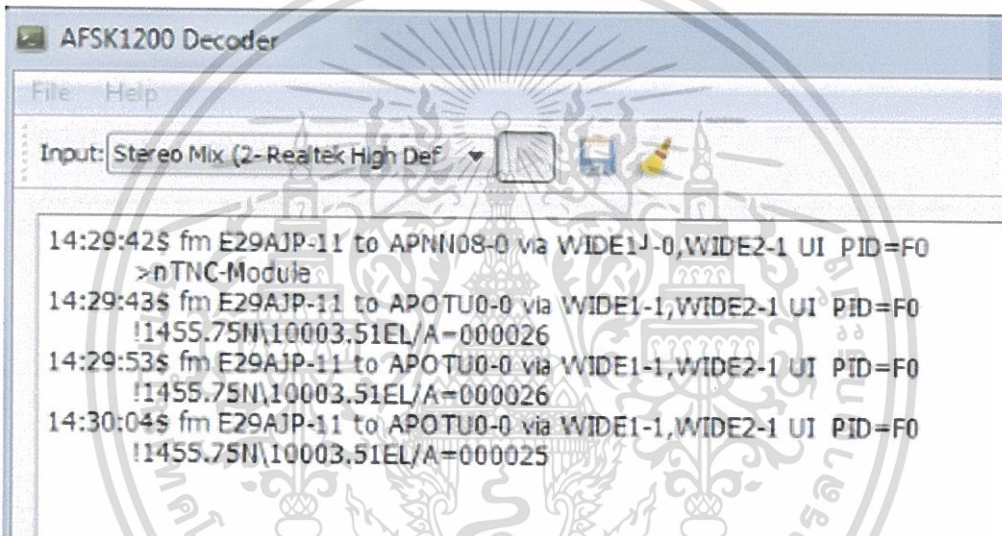 AFSK1200 Decoder
File Help
Input: Stereo Mix (2- Realtek High Def
14:29:42$ fm E29AJP-11 to APNN08-0 via WIDE1J-0,WIDE2-1 UI PID=F0
>nTNC-Module
14:29:43$ fm E29AJP-11 to APOTU0-0 via WIDE1-1,WIDE2-1 UI PID=F0
!1455.75N\10003.51EL/A=000026
14:29:53$ fm E29AJP-11 to APOTU0-0 via WIDE1-1,WIDE2-1 UI PID=F0
!1455.75N\10003.51EL/A=000026
14:30:04$ fm E29AJP-11 to APOTU0-0 via WIDE1-1,WIDE2-1 UI PID=F0
!1455.75N\10003.51EL/A=000025